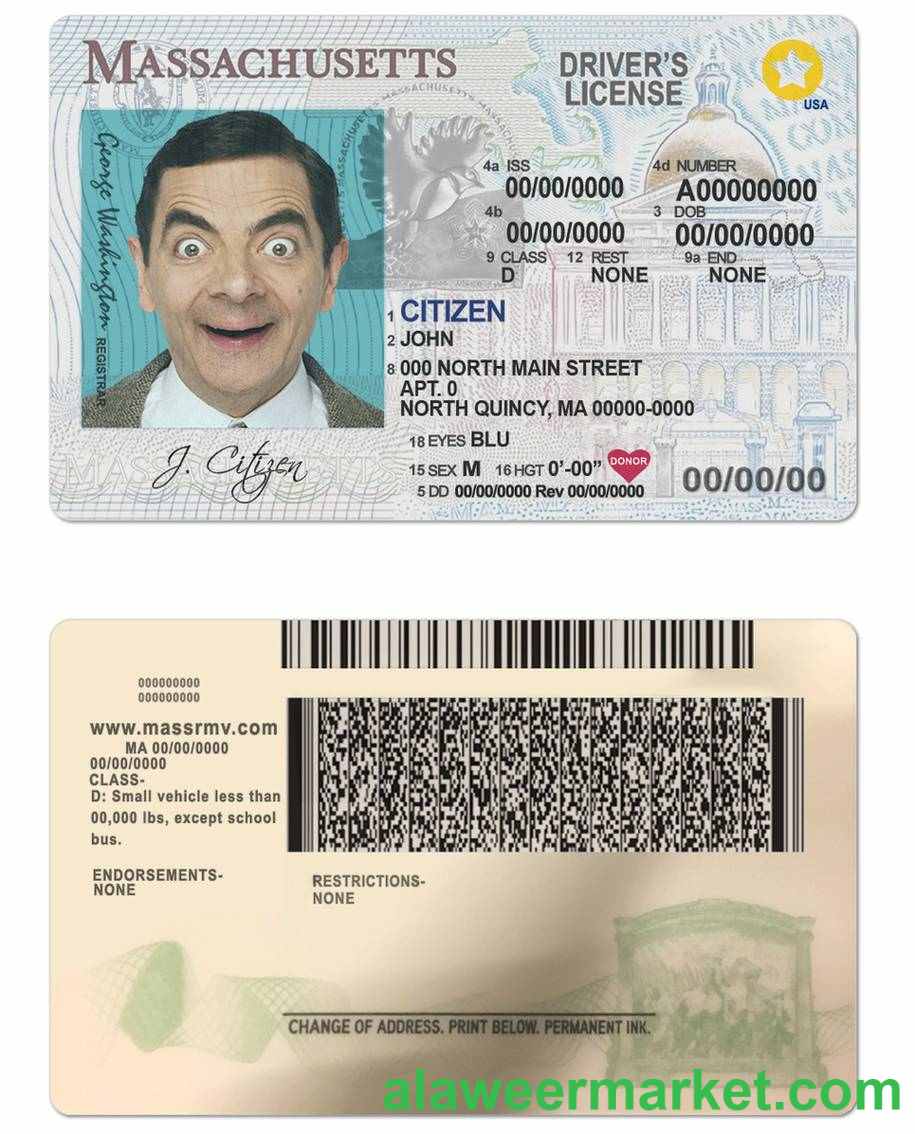 MASSACHUSETTS
DRIVER'S LICENSE
USA
George Washington
REGISTRAR
4a ISS
00/00/0000
4d NUMBER
A00000000
4b
00/00/0000
3 DOB
00/00/0000
9 CLASS
D
12 REST
NONE
9a END
NONE
1 CITIZEN
2 JOHN
8 000 NORTH MAIN STREET
APT. 0
NORTH QUINCY, MA 00000-0000
18 EYES BLU
15 SEX M 16 HGT 0'-00”
DONOR
5 DD 00/00/0000 Rev 00/00/0000
00/00/00
J. Citizen
000000000
000000000
www.massrmv.com
MA 00/00/0000
00/00/0000
CLASS-
D: Small vehicle less than
00,000 lbs, except school
bus.
ENDORSEMENTS-
NONE
RESTRICTIONS-
NONE
CHANGE OF ADDRESS. PRINT BELOW. PERMANENT INK.
alaweermarket.com